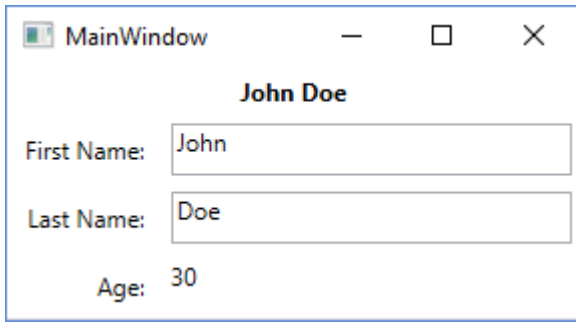 MainWindow
John Doe
First Name: John
Last Name: Doe
Age: 30